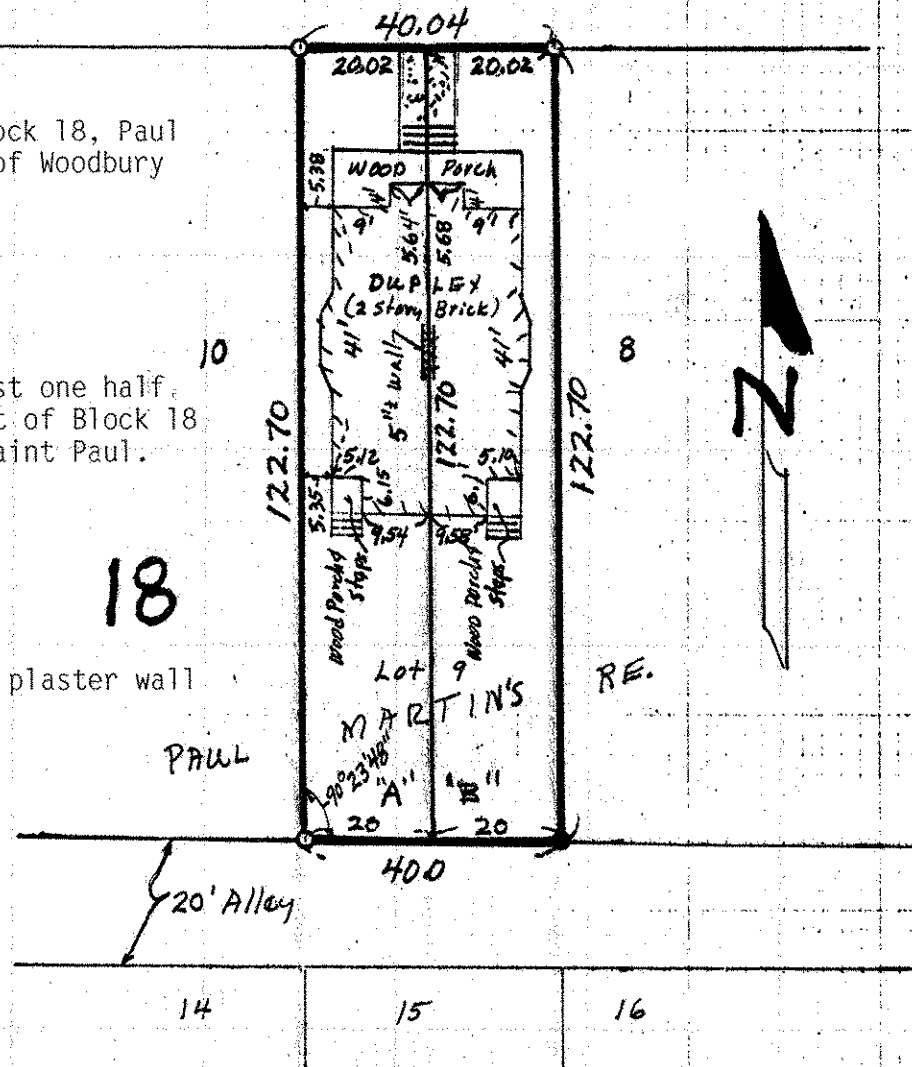 40.04
20.02 20.02
ock 18, Paul
of Woodbury
5.38 WOOD Porch
4' 4'
9' 5.64' 5.68 9'
DUPLEX
(2 Story Brick)
10 41' 5"± Wall 41' 8
N
st one half
t of Block 18
aint Paul.
122.70 122.70 122.70
5.12 5.10
5.35 6.15 6.1
9.54 9.58'
18
Wood Porch & Steps Wood Porch & Steps
plaster wall
Lot 9
RE.
MARTIN'S
PAUL
90° 23' 48"
"A" "B"
20 20
40.0
20' Alley
14 15 16